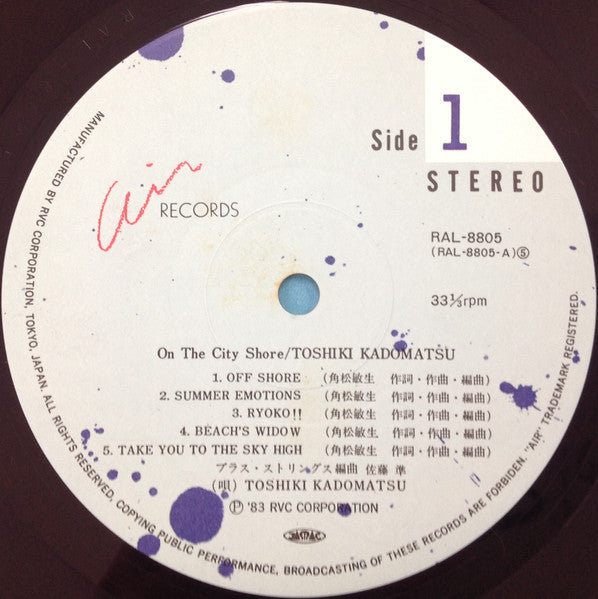 Side 1
STEREO
Air RECORDS
RAL-8805
(RAL-8805-A)⑤
33⅓rpm
On The City Shore/TOSHIKI KADOMATSU
1. OFF SHORE (角松敏生 作詞・作曲・編曲)
2. SUMMER EMOTIONS (角松敏生 作詞・作曲・編曲)
3. RYOKO!! (角松敏生 作詞・作曲・編曲)
4. BEACH'S WIDOW (角松敏生 作詞・作曲・編曲)
5. TAKE YOU TO THE SKY HIGH (角松敏生 作詞・作曲・編曲)
ブラス・ストリングス編曲 佐藤 準
(唄) TOSHIKI KADOMATSU
Ⓟ '83 RVC CORPORATION
JASRAC
MANUFACTURED BY RVC CORPORATION, TOKYO, JAPAN. ALL RIGHTS RESERVED, COPYING PUBLIC PERFORMANCE, BROADCASTING OF THESE RECORDS ARE FORBIDDEN. "AIR" TRADEMARK REGISTERED.